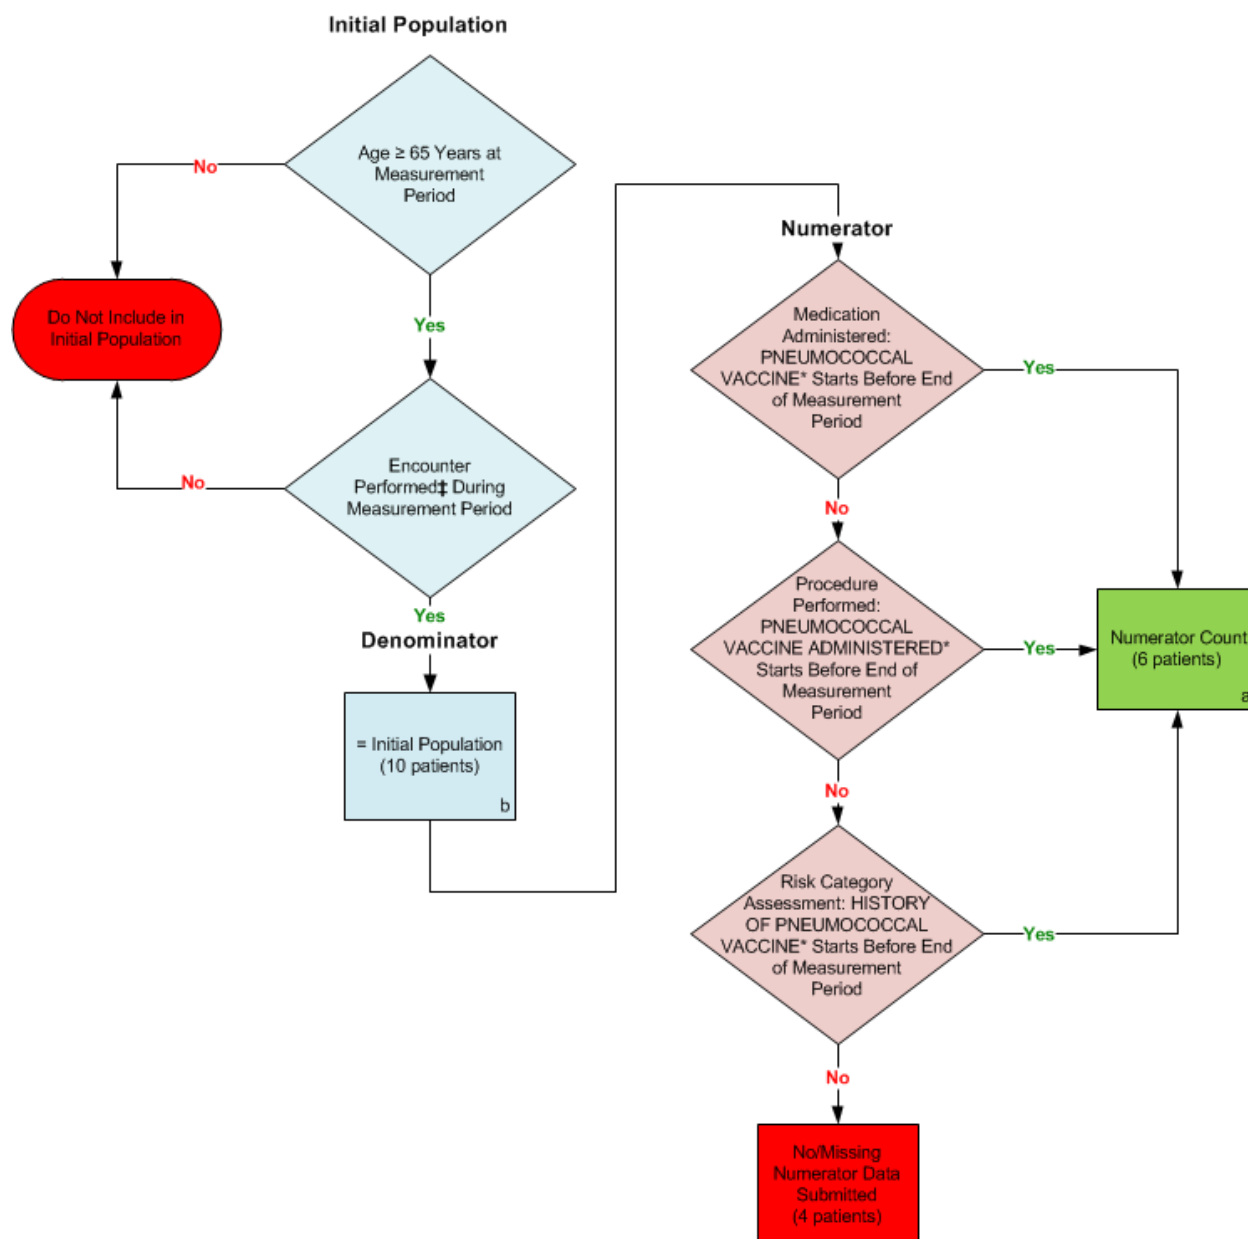 Initial Population
Age ≥ 65 Years at
Measurement
Period
No
Do Not Include in
Initial Population
Yes
Encounter
Performed‡ During
Measurement Period
No
Yes
Denominator
= Initial Population
(10 patients)
b
Numerator
Medication
Administered:
PNEUMOCOCCAL
VACCINE* Starts Before End
of Measurement
Period
Yes
No
Procedure
Performed:
PNEUMOCOCCAL
VACCINE ADMINISTERED*
Starts Before End of
Measurement
Period
Yes
Numerator Count
(6 patients)
a
No
Risk Category
Assessment: HISTORY
OF PNEUMOCOCCAL
VACCINE* Starts Before End
of Measurement
Period
Yes
No
No/Missing
Numerator Data
Submitted
(4 patients)